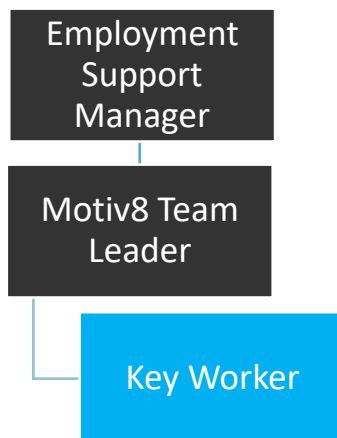 Employment
Support
Manager
Motiv8 Team
Leader
Key Worker